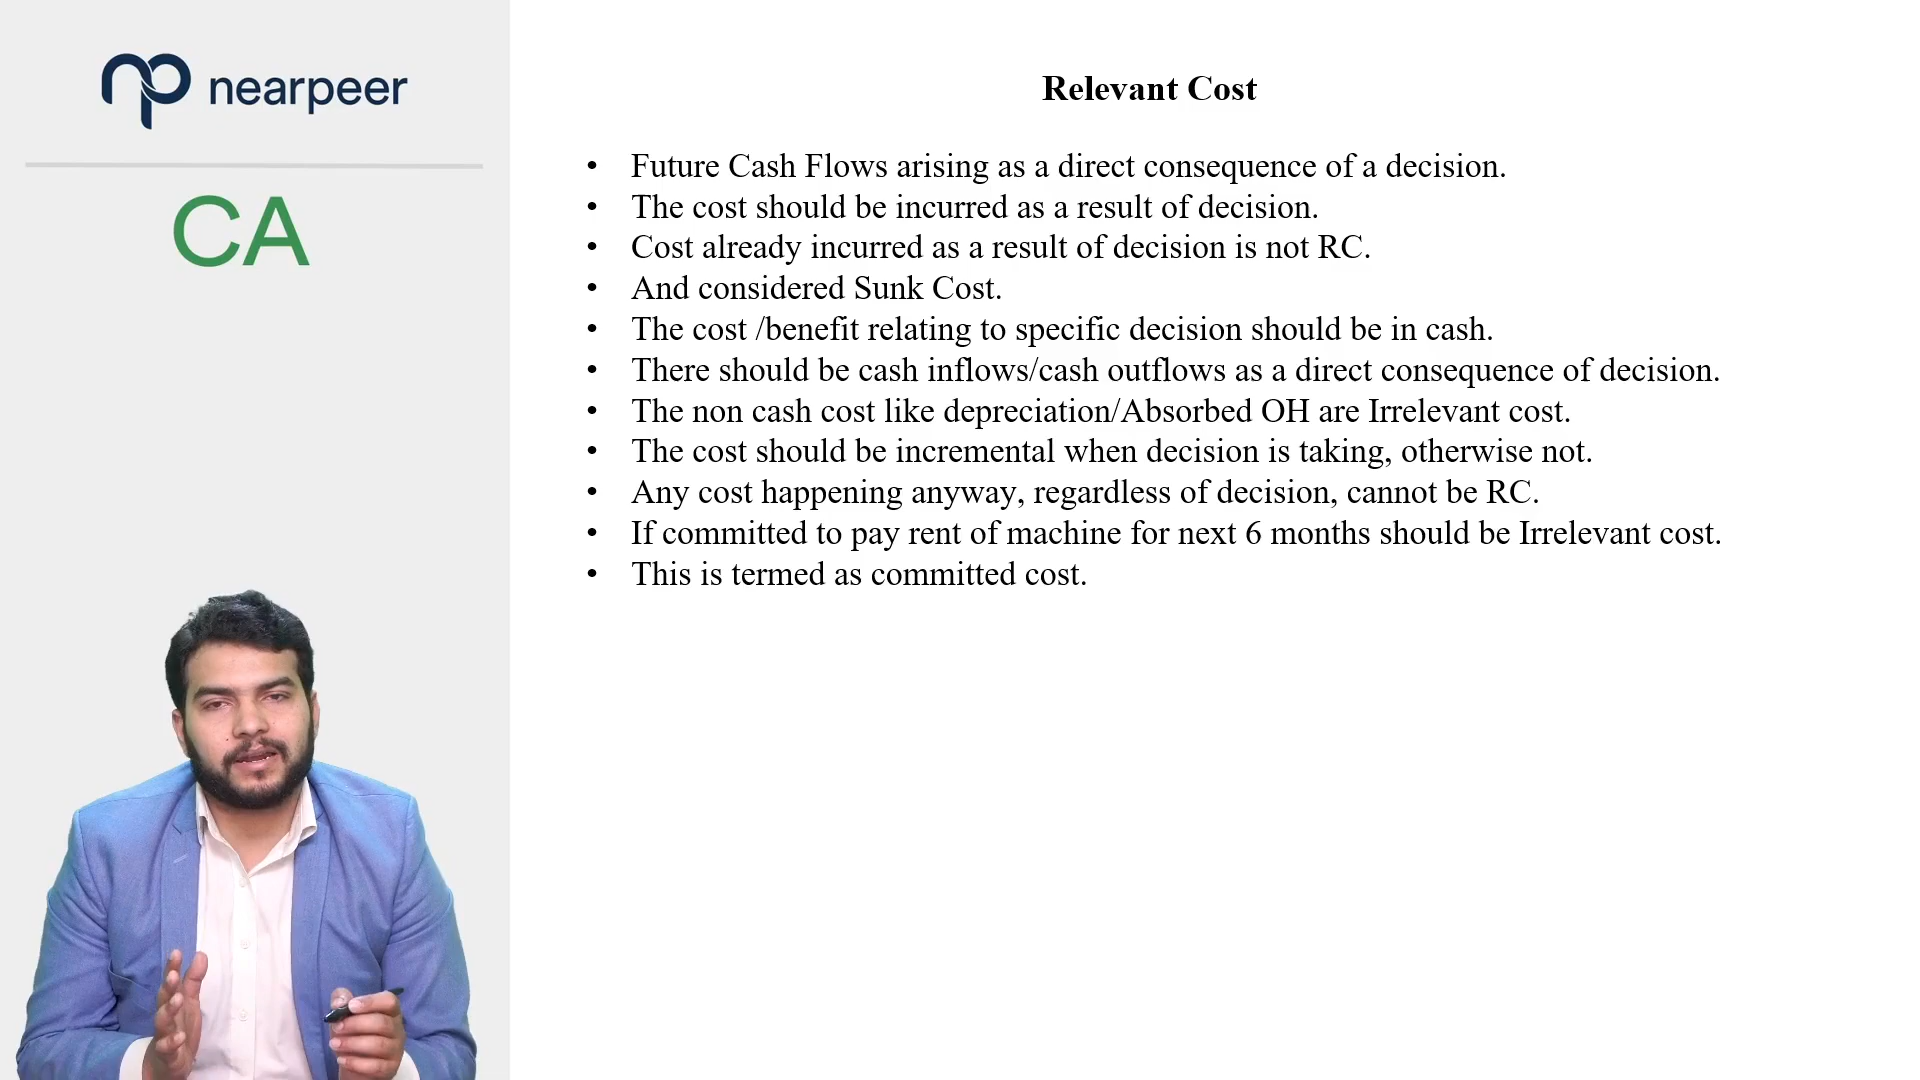 nearpeer
CA
Relevant Cost
• Future Cash Flows arising as a direct consequence of a decision.
• The cost should be incurred as a result of decision.
• Cost already incurred as a result of decision is not RC.
• And considered Sunk Cost.
• The cost /benefit relating to specific decision should be in cash.
• There should be cash inflows/cash outflows as a direct consequence of decision.
• The non cash cost like depreciation/Absorbed OH are Irrelevant cost.
• The cost should be incremental when decision is taking, otherwise not.
• Any cost happening anyway, regardless of decision, cannot be RC.
• If committed to pay rent of machine for next 6 months should be Irrelevant cost.
• This is termed as committed cost.